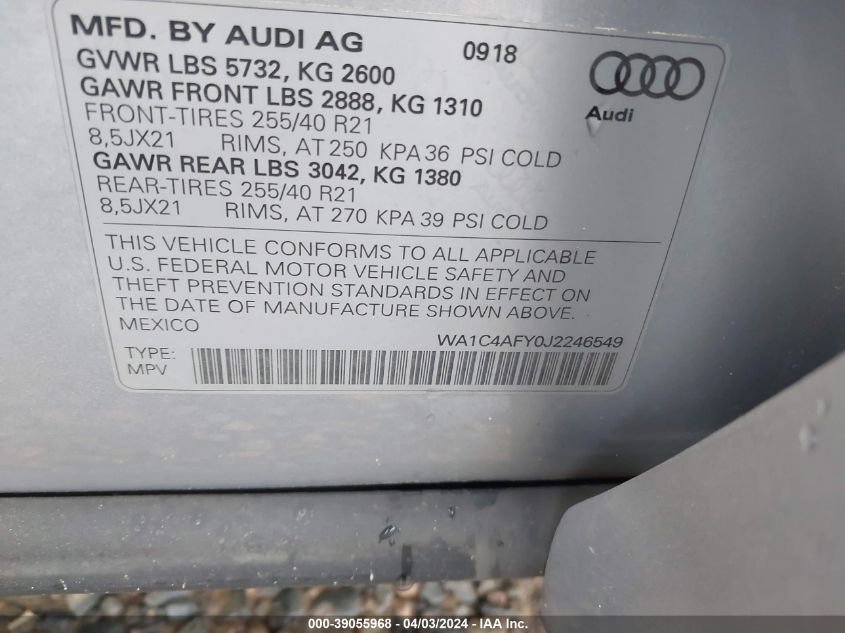 MFD. BY AUDI AG 0918
GVWR LBS 5732, KG 2600
GAWR FRONT LBS 2888, KG 1310
Audi
FRONT-TIRES 255/40 R21
8,5JX21 RIMS, AT 250 KPA 36 PSI COLD
GAWR REAR LBS 3042, KG 1380
REAR-TIRES 255/40 R21
8,5JX21 RIMS, AT 270 KPA 39 PSI COLD
THIS VEHICLE CONFORMS TO ALL APPLICABLE
U.S. FEDERAL MOTOR VEHICLE SAFETY AND
THEFT PREVENTION STANDARDS IN EFFECT ON
THE DATE OF MANUFACTURE SHOWN ABOVE.
MEXICO
WA1C4AFY0J2246549
TYPE:
MPV
000-39055968 - 04/03/2024 - IAA Inc.